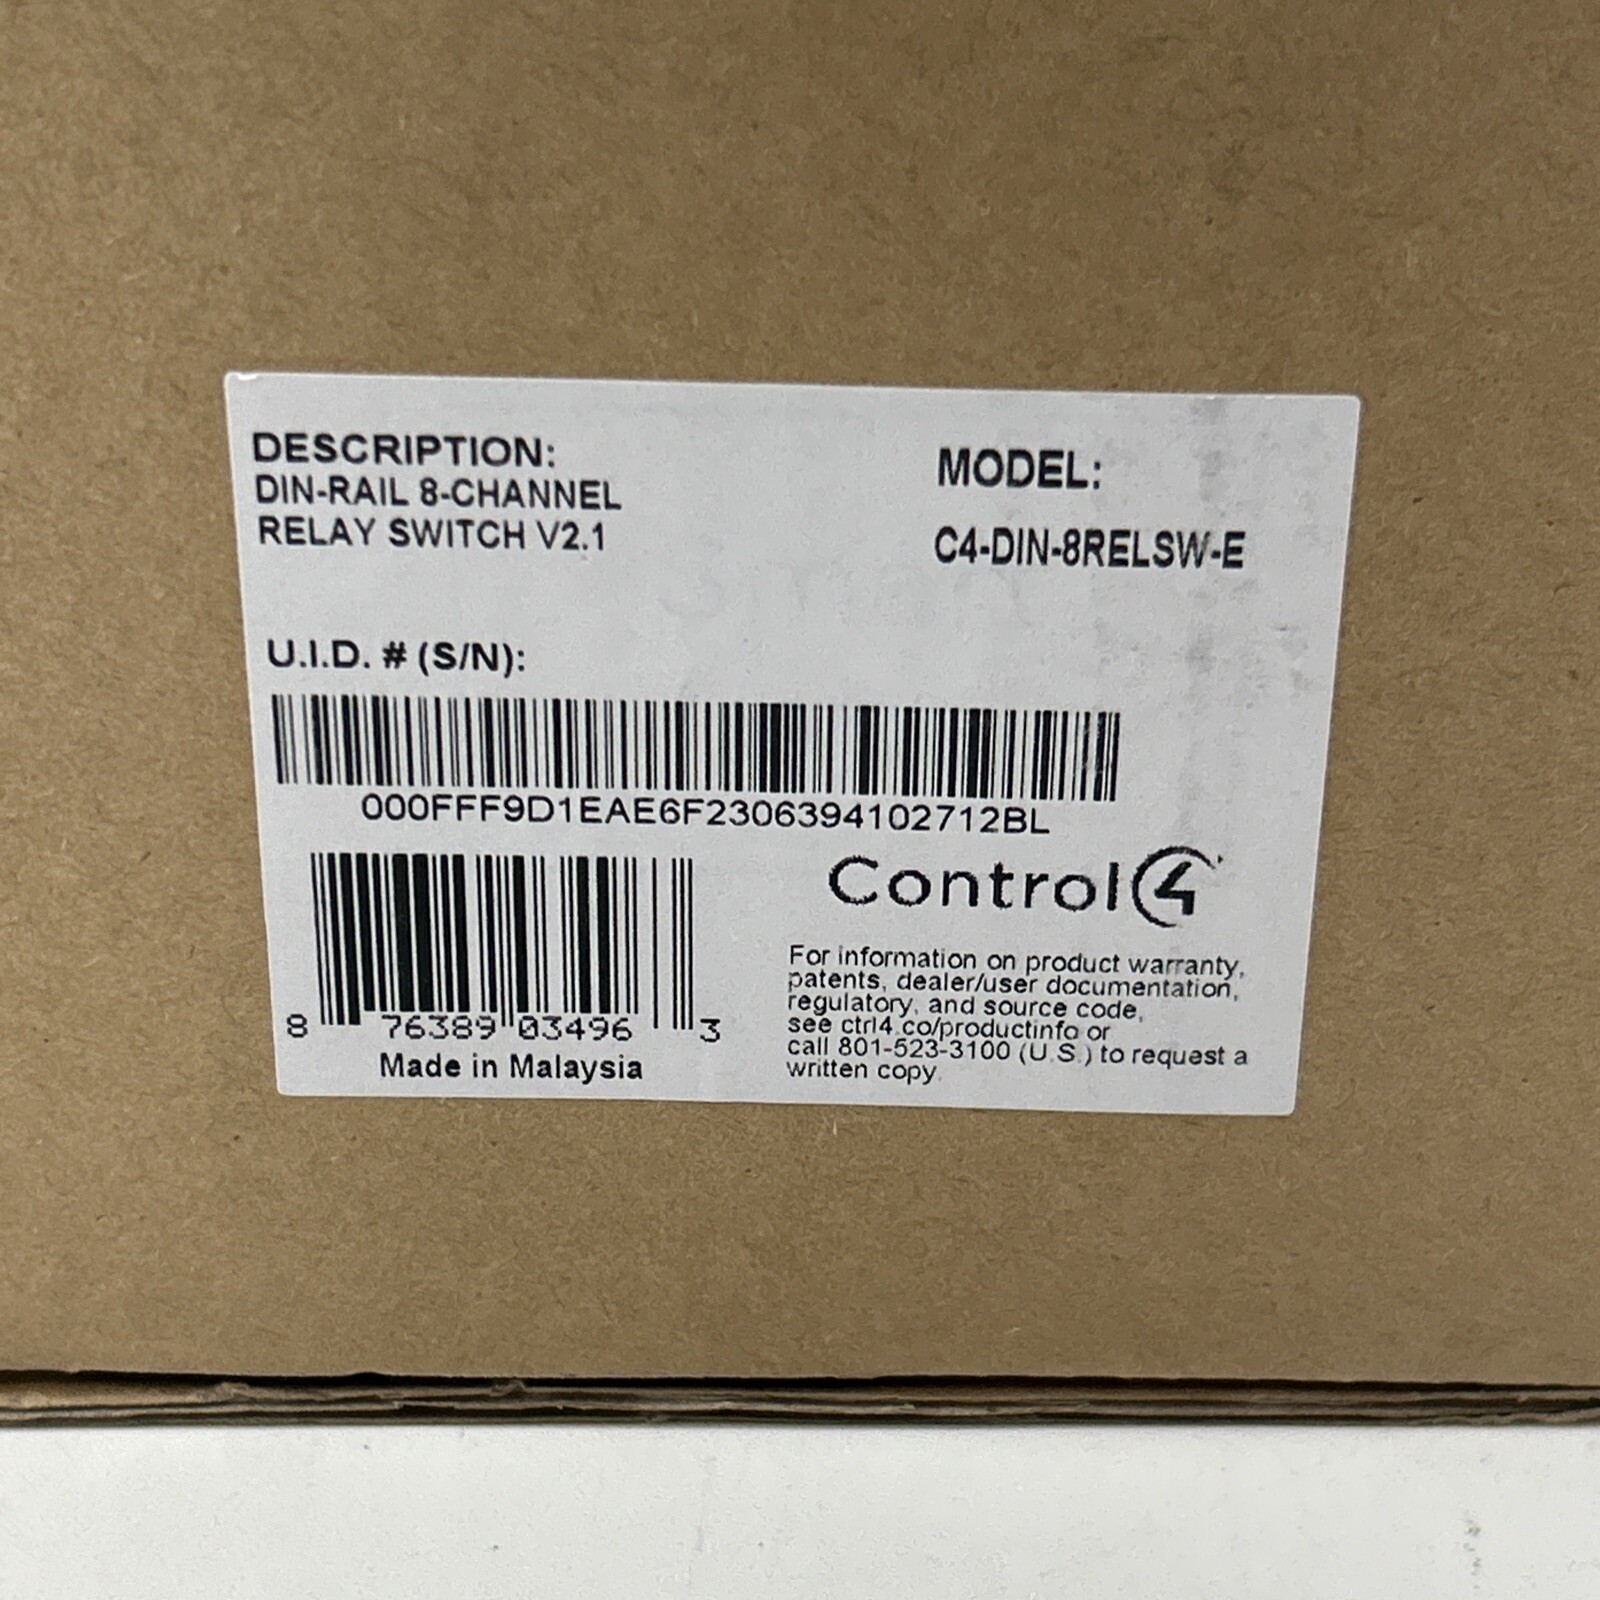 DESCRIPTION:
DIN-RAIL 8-CHANNEL
RELAY SWITCH V2.1
MODEL:
C4-DIN-8RELSW-E
U.I.D. # (S/N):
000FFF9D1EAE6F2306394102712BL
8 76389 03496 3
Made in Malaysia
Control4
For information on product warranty,
patents, dealer/user documentation,
regulatory, and source code,
see ctrl4.co/productinfo or
call 801-523-3100 (U.S.) to request a
written copy.